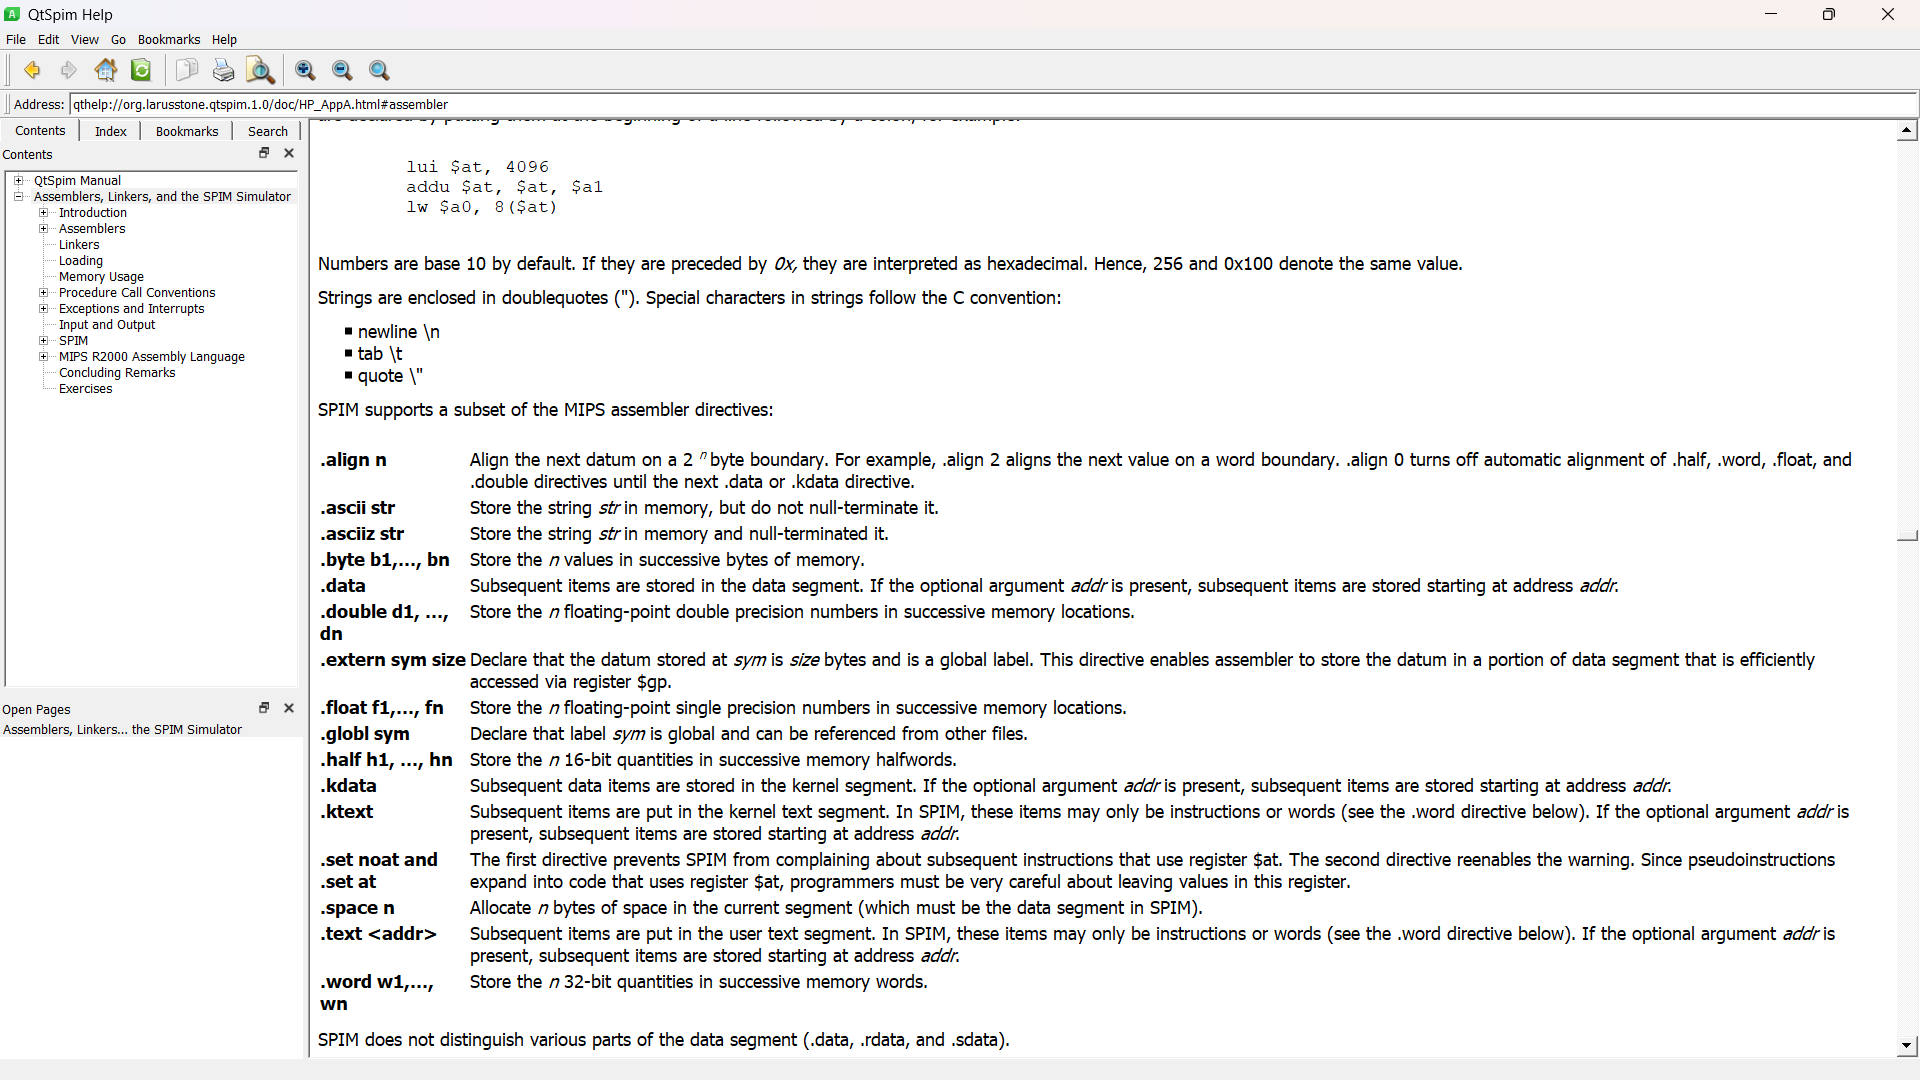 QtSpim Help
File Edit View Go Bookmarks Help
Address: qthelp://org.larusstone.qtspim.1.0/doc/HP_AppA.html#assembler
Contents Index Bookmarks Search
Contents
QtSpim Manual
Assemblers, Linkers, and the SPIM Simulator
Introduction
Assemblers
Linkers
Loading
Memory Usage
Procedure Call Conventions
Exceptions and Interrupts
Input and Output
SPIM
MIPS R2000 Assembly Language
Concluding Remarks
Exercises
Open Pages
Assemblers, Linkers... the SPIM Simulator
lui $at, 4096
addu $at, $at, $a1
lw $a0, 8($at)
Numbers are base 10 by default. If they are preceded by 0x, they are interpreted as hexadecimal. Hence, 256 and 0x100 denote the same value.
Strings are enclosed in doublequotes ("). Special characters in strings follow the C convention:
newline \n
tab \t
quote \"
SPIM supports a subset of the MIPS assembler directives:
.align n Align the next datum on a 2 n byte boundary. For example, .align 2 aligns the next value on a word boundary. .align 0 turns off automatic alignment of .half, .word, .float, and
.double directives until the next .data or .kdata directive.
.ascii str Store the string str in memory, but do not null-terminate it.
.asciiz str Store the string str in memory and null-terminated it.
.byte b1,..., bn Store the n values in successive bytes of memory.
.data Subsequent items are stored in the data segment. If the optional argument addr is present, subsequent items are stored starting at address addr.
.double d1, ..., Store the n floating-point double precision numbers in successive memory locations.
dn
.extern sym size Declare that the datum stored at sym is size bytes and is a global label. This directive enables assembler to store the datum in a portion of data segment that is efficiently
accessed via register $gp.
.float f1,..., fn Store the n floating-point single precision numbers in successive memory locations.
.globl sym Declare that label sym is global and can be referenced from other files.
.half h1, ..., hn Store the n 16-bit quantities in successive memory halfwords.
.kdata Subsequent data items are stored in the kernel segment. If the optional argument addr is present, subsequent items are stored starting at address addr.
.ktext Subsequent items are put in the kernel text segment. In SPIM, these items may only be instructions or words (see the .word directive below). If the optional argument addr is
present, subsequent items are stored starting at address addr.
.set noat and The first directive prevents SPIM from complaining about subsequent instructions that use register $at. The second directive reenables the warning. Since pseudoinstructions
.set at expand into code that uses register $at, programmers must be very careful about leaving values in this register.
.space n Allocate n bytes of space in the current segment (which must be the data segment in SPIM).
.text <addr> Subsequent items are put in the user text segment. In SPIM, these items may only be instructions or words (see the .word directive below). If the optional argument addr is
present, subsequent items are stored starting at address addr.
.word w1,..., Store the n 32-bit quantities in successive memory words.
wn
SPIM does not distinguish various parts of the data segment (.data, .rdata, and .sdata).